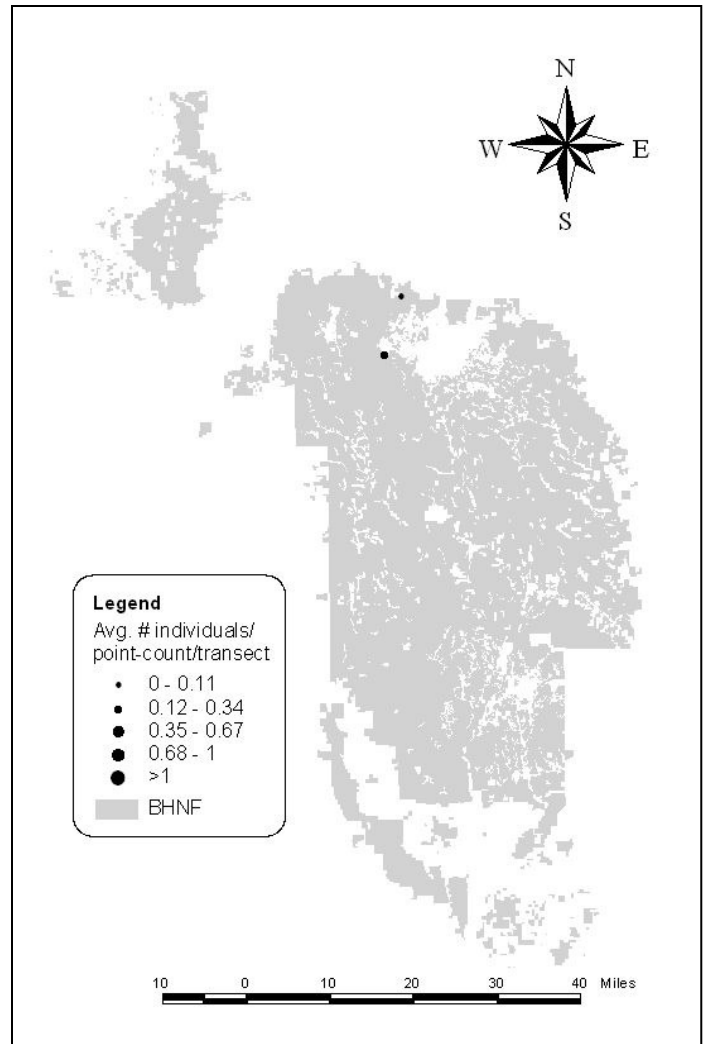 N
W E
S
Legend
Avg. # individuals/
point-count/transect
0 - 0.11
0.12 - 0.34
0.35 - 0.67
0.68 - 1
>1
BHNF
10 0 10 20 30 40 Miles